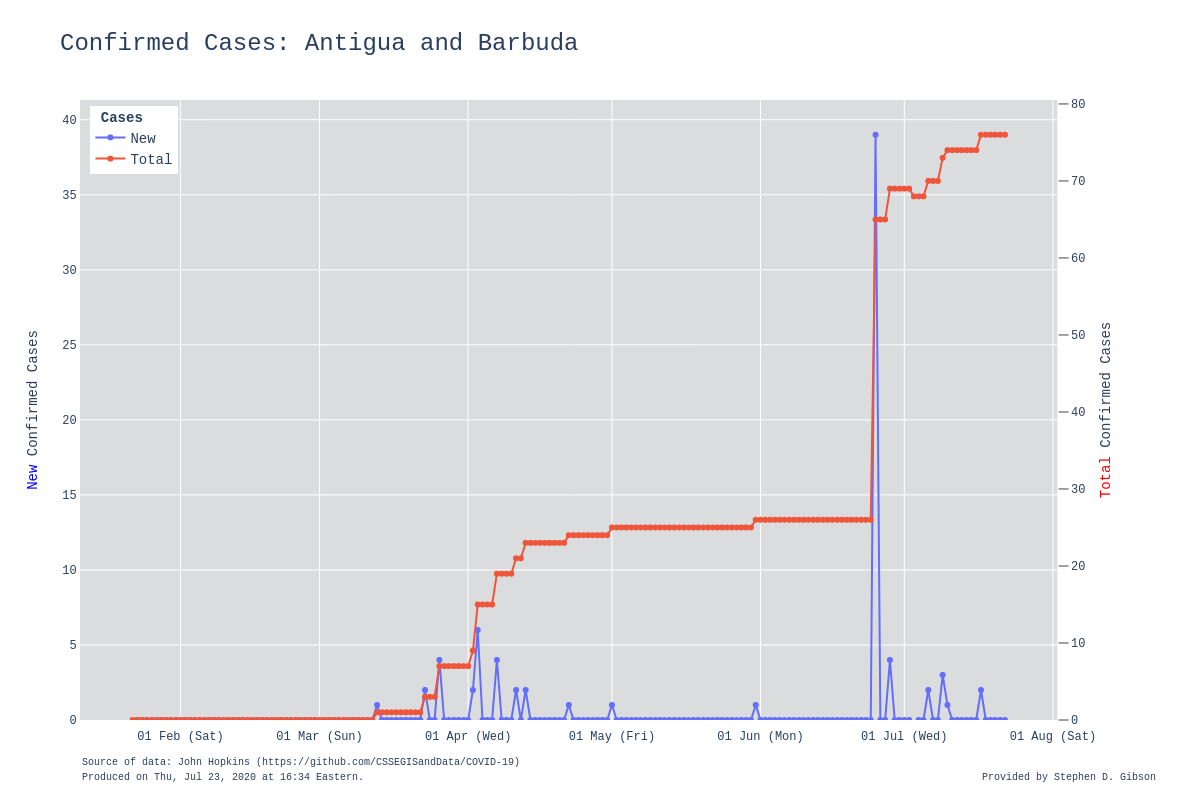 Confirmed Cases: Antigua and Barbuda
Cases
New
Total
40
35
30
25
20
15
10
5
0
New Confirmed Cases
80
70
60
50
40
30
20
10
0
Total Confirmed Cases
01 Feb (Sat)
01 Mar (Sun)
01 Apr (Wed)
01 May (Fri)
01 Jun (Mon)
01 Jul (Wed)
01 Aug (Sat)
Source of data: John Hopkins (https://github.com/CSSEGISandData/COVID-19)
Produced on Thu, Jul 23, 2020 at 16:34 Eastern.
Provided by Stephen D. Gibson